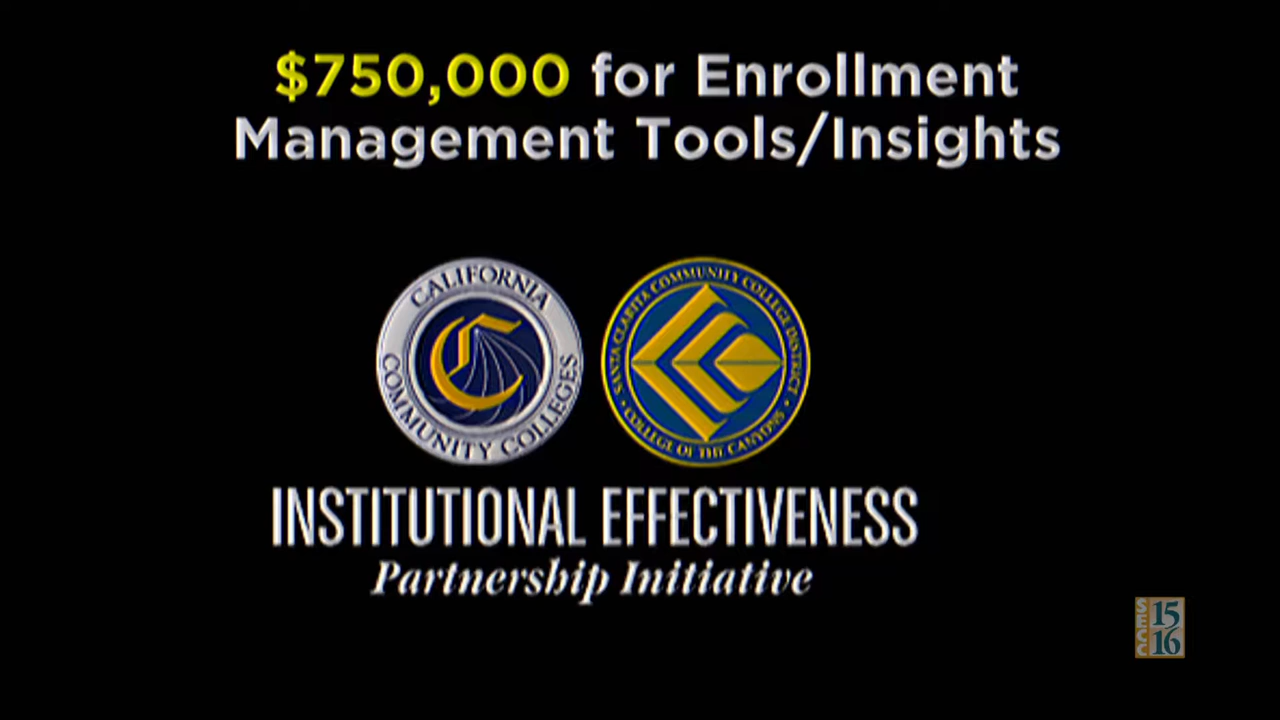 $750,000 for Enrollment
Management Tools/Insights
CALIFORNIA
COMMUNITY COLLEGES
SANTA CLARITA COMMUNITY COLLEGE DISTRICT
• COLLEGE OF THE CANYONS •
INSTITUTIONAL EFFECTIVENESS
Partnership Initiative
SECC
15
16